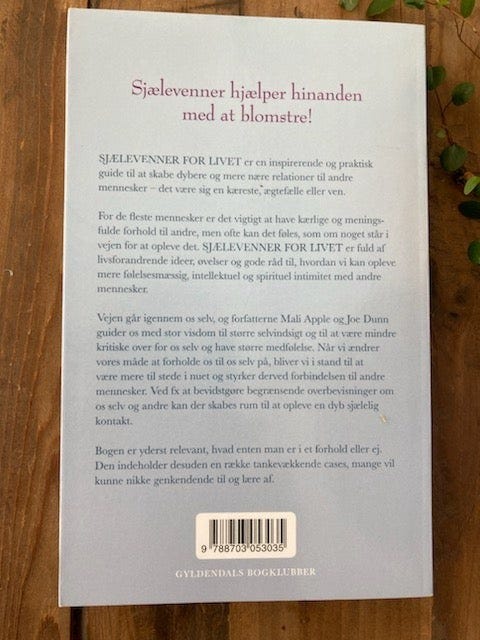 Sjælevenner hjælper hinanden
med at blomstre!
SJÆLEVENNER FOR LIVET er en inspirerende og praktisk
guide til at skabe dybere og mere nære relationer til andre
mennesker – det være sig en kæreste, ægtefælle eller ven.
For de fleste mennesker er det vigtigt at have kærlige og menings-
fulde forhold til andre, men ofte kan det føles, som om noget står i
vejen for at opleve det. SJÆLEVENNER FOR LIVET er fuld af
livsforandrende ideer, øvelser og gode råd til, hvordan vi kan opleve
mere følelsesmæssig, intellektuel og spirituel intimitet med andre
mennesker.
Vejen går igennem os selv, og forfatterne Mali Apple og Joe Dunn
guider os med stor visdom til større selvindsigt og til at være mindre
kritiske over for os selv og have større medfølelse. Når vi ændrer
vores måde at forholde os til os selv på, bliver vi i stand til at
være mere til stede i nuet og styrker derved forbindelsen til andre
mennesker. Ved fx at bevidstgøre begrænsende overbevisninger om
os selv og andre kan der skabes rum til at opleve en dyb sjælelig
kontakt.
Bogen er yderst relevant, hvad enten man er i et forhold eller ej.
Den indeholder desuden en række tankevækkende cases, mange vil
kunne nikke genkendende til og lære af.
9 788703 053035
GYLDENDALS BOGKLUBBER